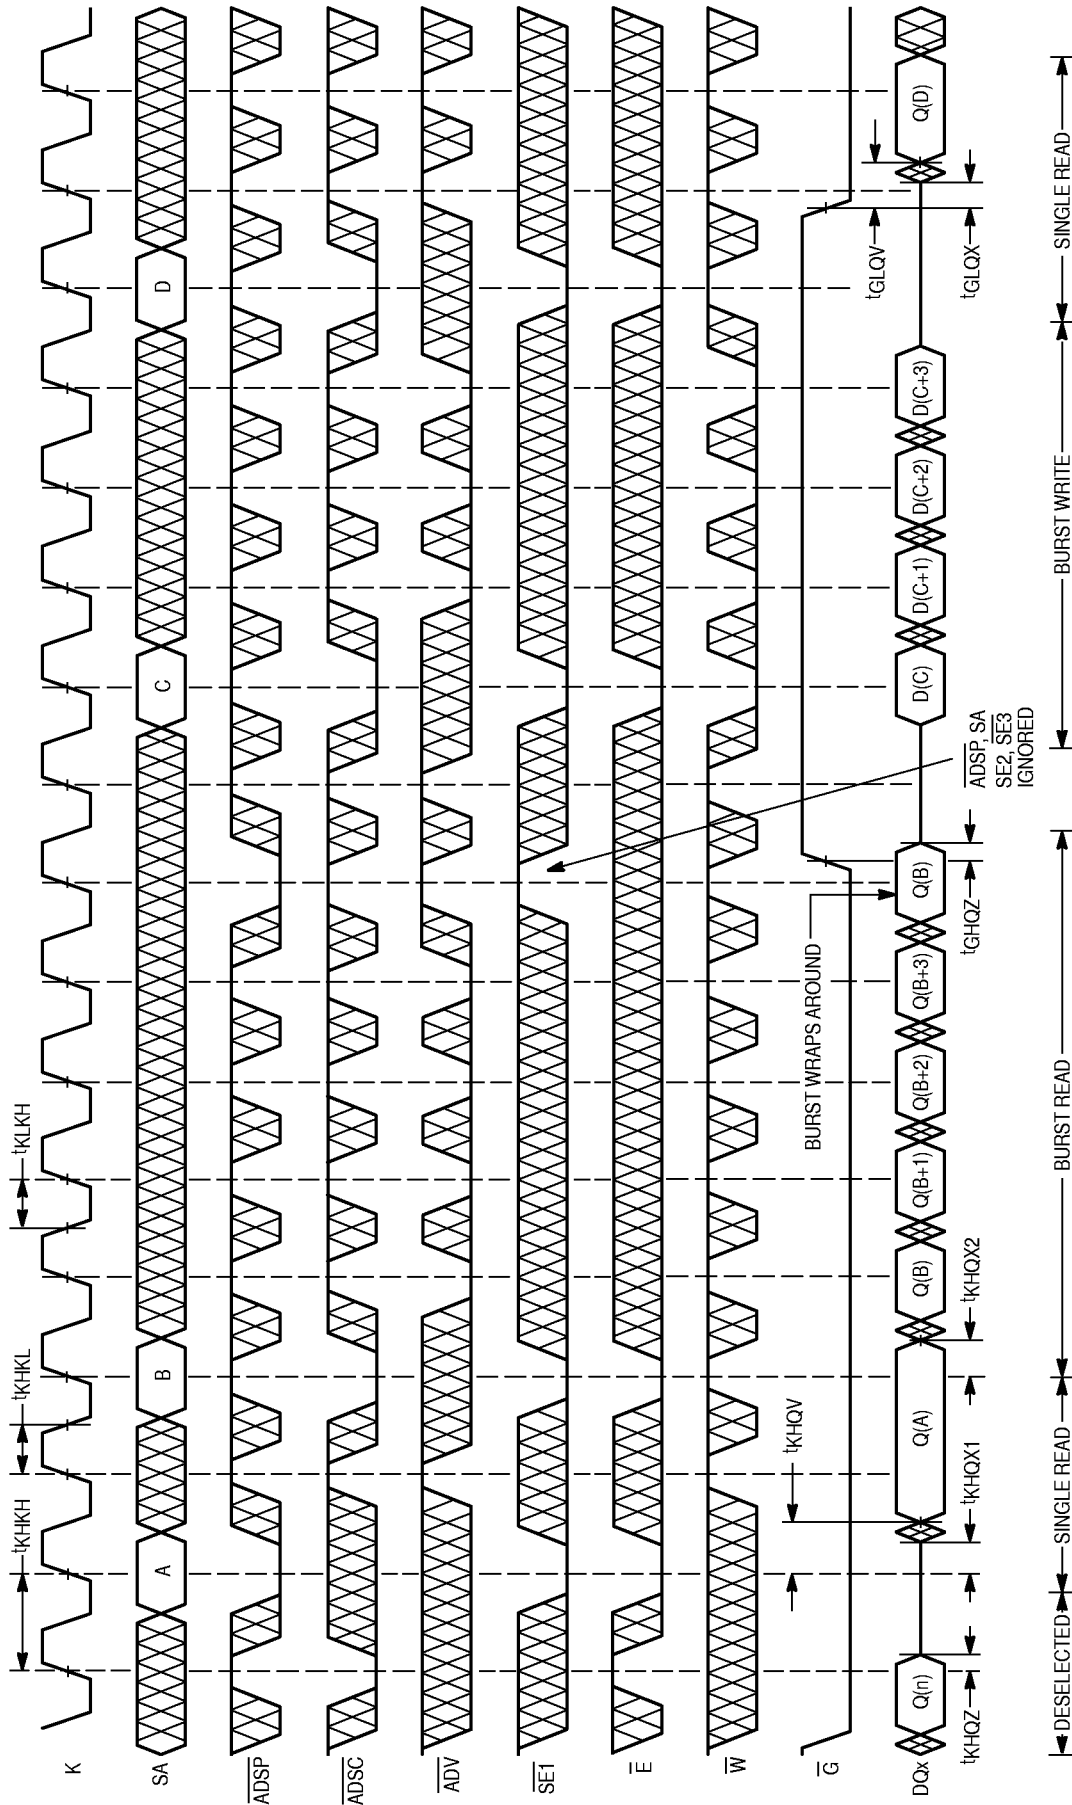 K
tKHKH
tKHKL
tKLKH
SA
A
B
C
D
ADSP
ADSC
ADV
SE1
E
W
G
tKHQV
BURST WRAPS AROUND
tGLQV
DQx
Q(n)
Q(A)
Q(B)
Q(B+1)
Q(B+2)
Q(B+3)
Q(B)
D(C)
D(C+1)
D(C+2)
D(C+3)
Q(D)
tKHQZ
tKHQX1
tKHQX2
tGHQZ
ADSP, SA
SE2, SE3
IGNORED
tGLQX
DESELECTED
SINGLE READ
BURST READ
BURST WRITE
SINGLE READ